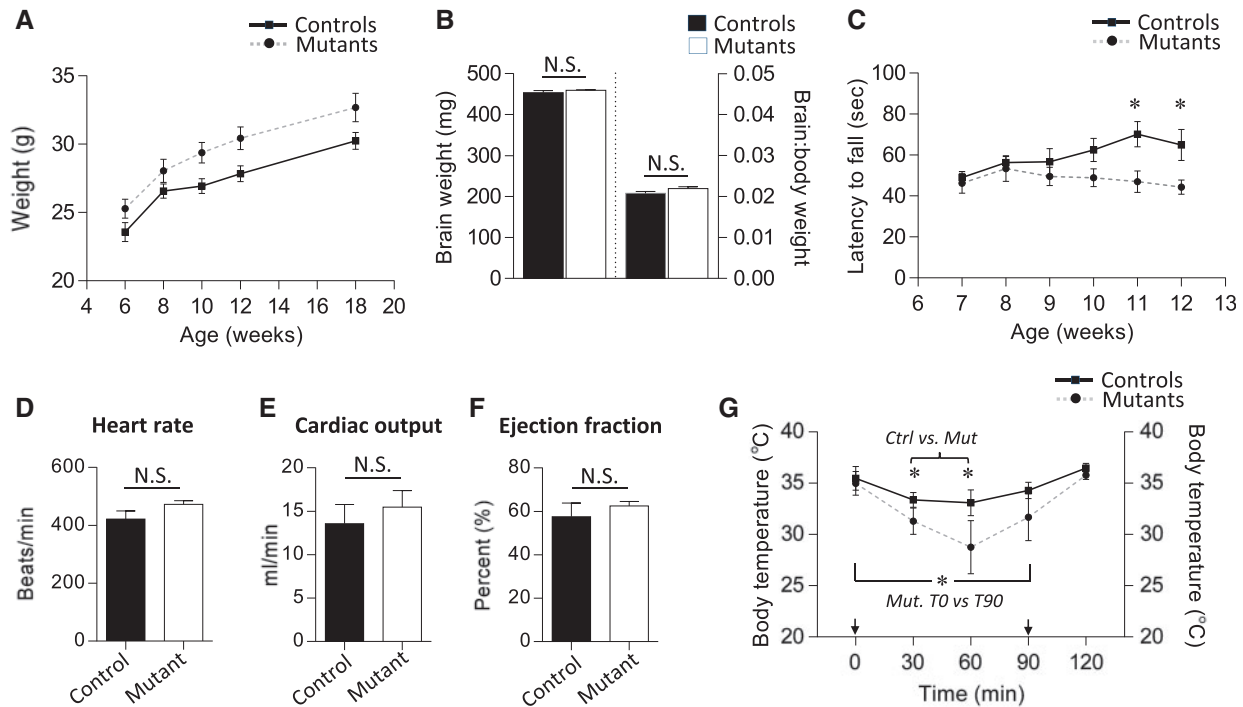 A
Controls
Mutants
35
30
25
20
Weight (g)
4 6 8 10 12 14 16 18 20
Age (weeks)
B
Controls
Mutants
500
400
300
200
100
0
Brain weight (mg)
N.S.
N.S.
0.05
0.04
0.03
0.02
0.01
0.00
Brain:body weight
C
Controls
Mutants
100
80
60
40
20
0
Latency to fall (sec)
* *
6 7 8 9 10 11 12 13
Age (weeks)
D
Heart rate
600
400
200
0
Beats/min
N.S.
Control
Mutant
E
Cardiac output
20
15
10
5
0
ml/min
N.S.
Control
Mutant
F
Ejection fraction
80
60
40
20
0
Percent (%)
N.S.
Control
Mutant
G
Controls
Mutants
40
35
30
25
20
Body temperature (°C)
Ctrl vs. Mut
* *
*
Mut. T0 vs T90
40
35
30
25
20
Body temperature (°C)
0 30 60 90 120
Time (min)